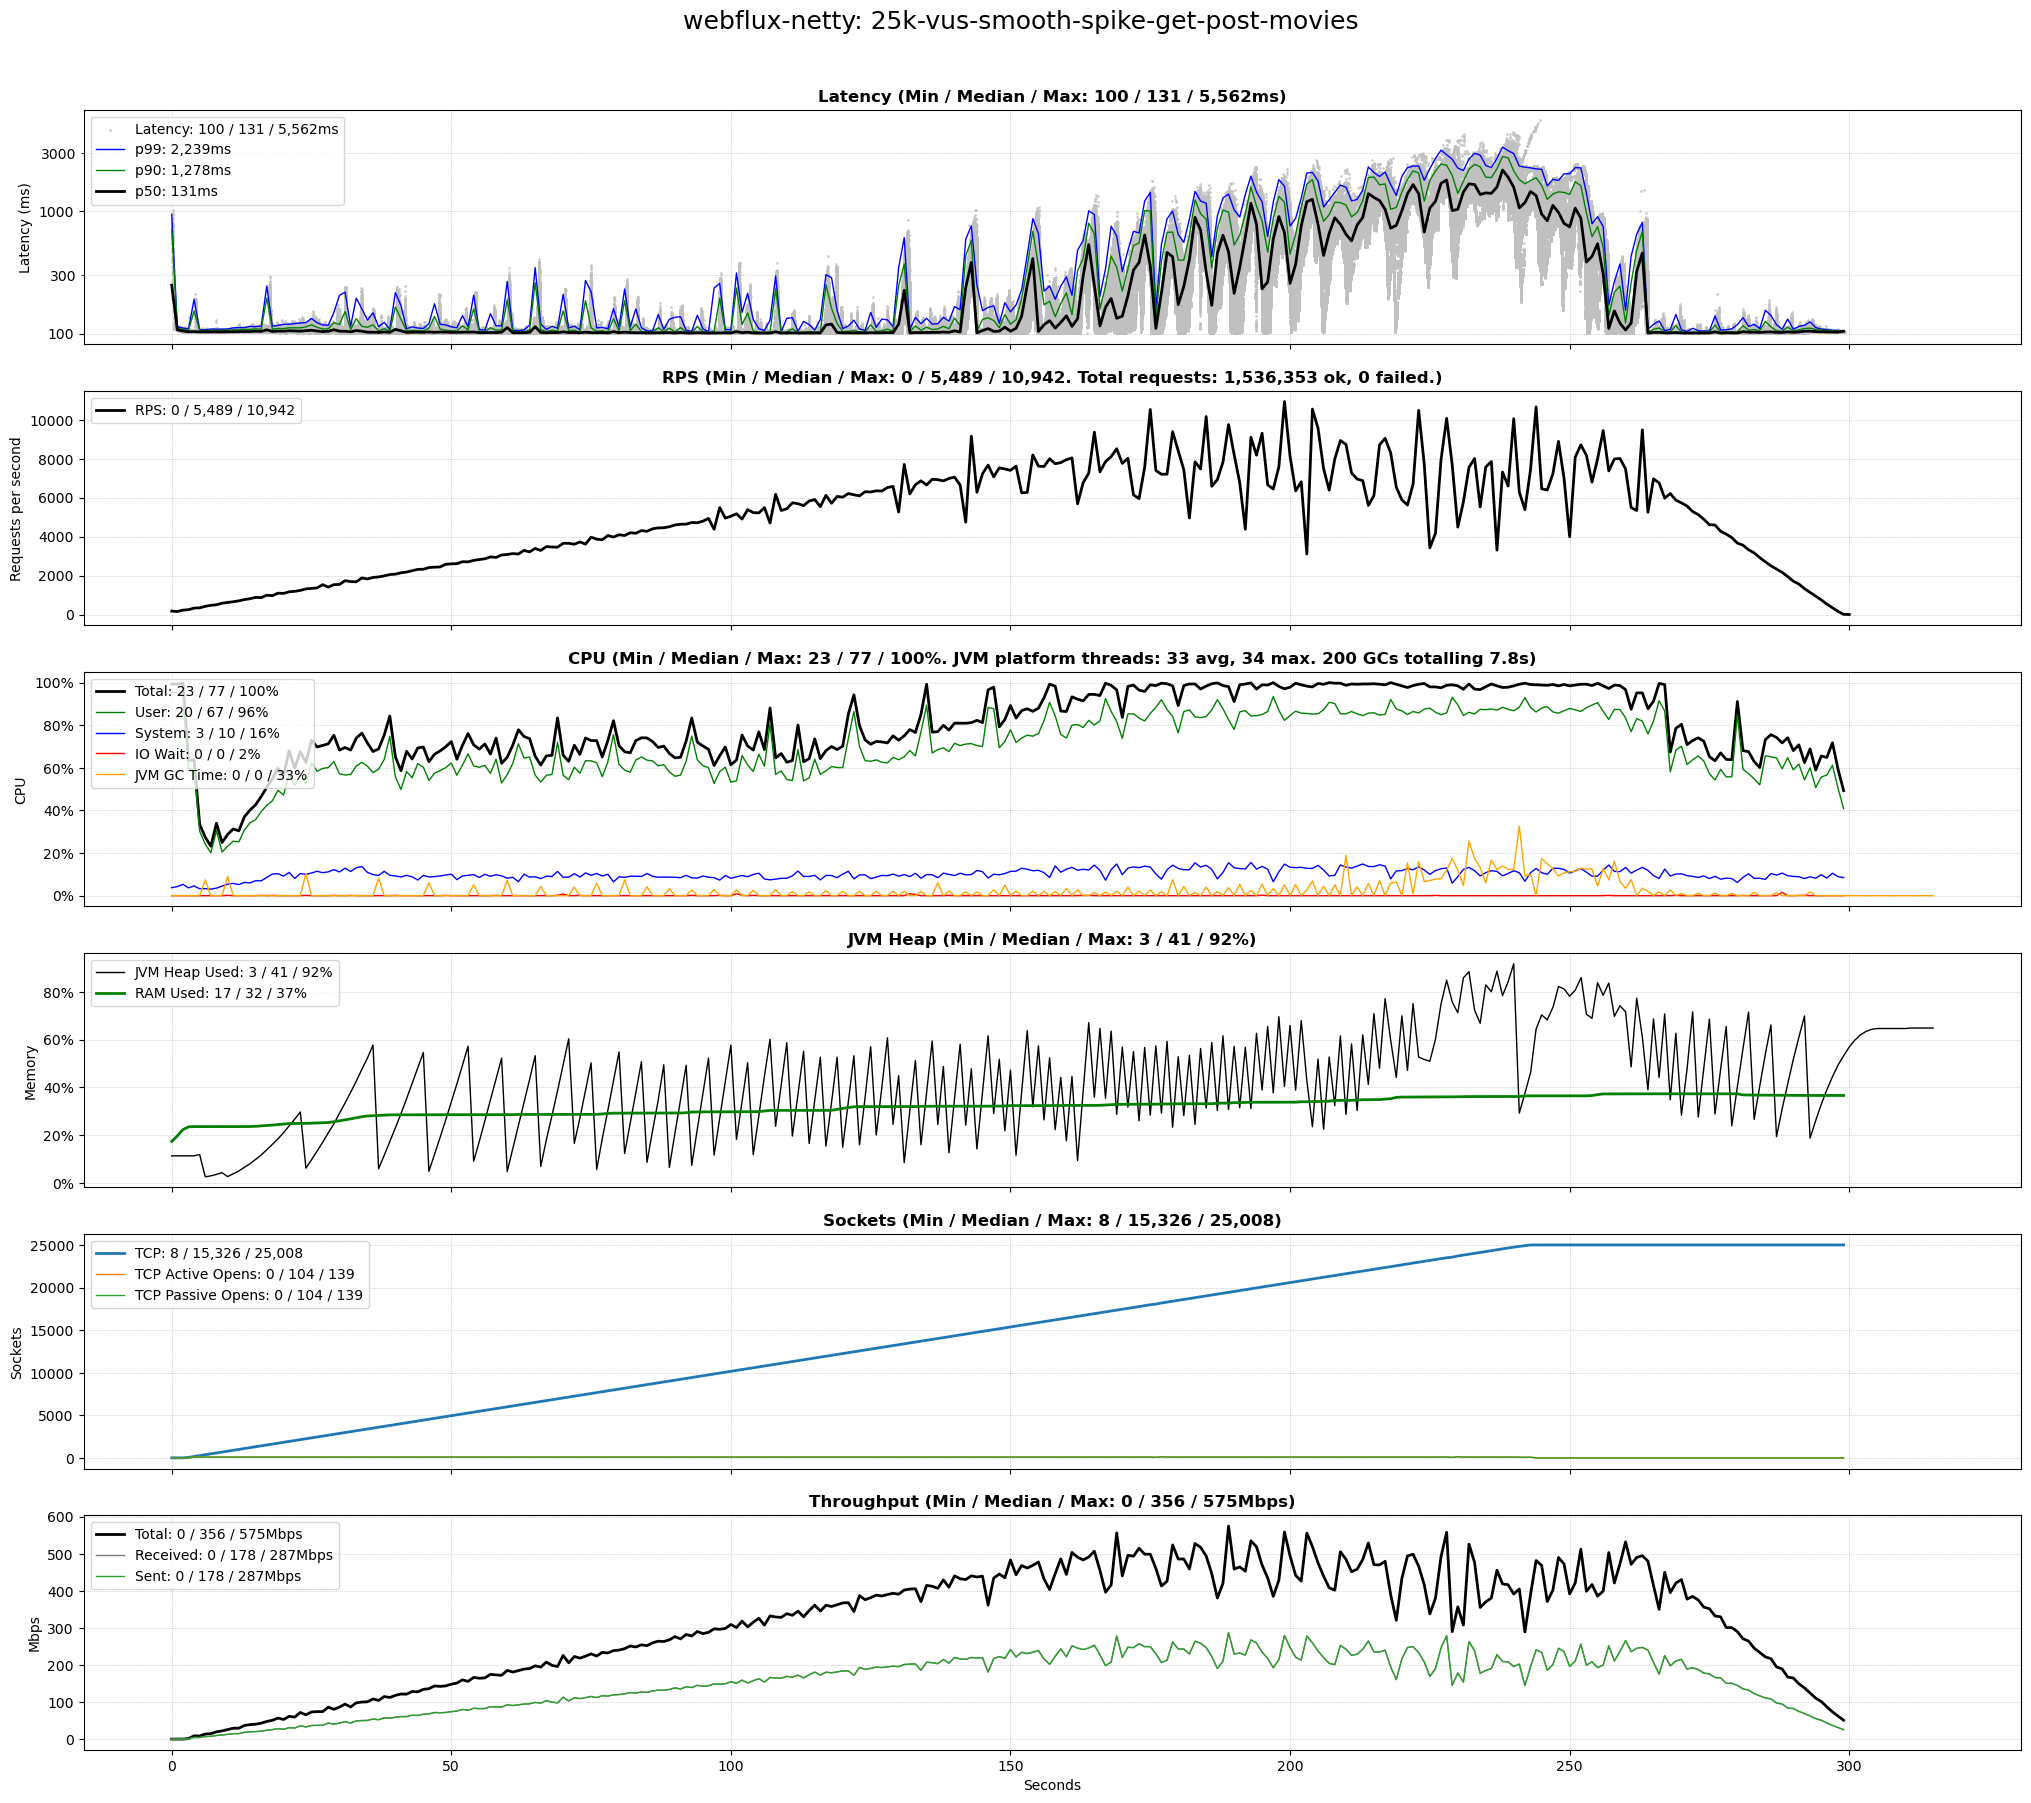 webflux-netty: 25k-vus-smooth-spike-get-post-movies
Latency (Min / Median / Max: 100 / 131 / 5,562ms)
Latency: 100 / 131 / 5,562ms
p99: 2,239ms
p90: 1,278ms
p50: 131ms
Latency (ms)
3000
1000
300
100
RPS (Min / Median / Max: 0 / 5,489 / 10,942. Total requests: 1,536,353 ok, 0 failed.)
RPS: 0 / 5,489 / 10,942
Requests per second
10000
8000
6000
4000
2000
0
CPU (Min / Median / Max: 23 / 77 / 100%. JVM platform threads: 33 avg, 34 max. 200 GCs totalling 7.8s)
Total: 23 / 77 / 100%
User: 20 / 67 / 96%
System: 3 / 10 / 16%
IO Wait: 0 / 0 / 2%
JVM GC Time: 0 / 0 / 33%
CPU
100%
80%
60%
40%
20%
0%
JVM Heap (Min / Median / Max: 3 / 41 / 92%)
JVM Heap Used: 3 / 41 / 92%
RAM Used: 17 / 32 / 37%
Memory
80%
60%
40%
20%
0%
Sockets (Min / Median / Max: 8 / 15,326 / 25,008)
TCP: 8 / 15,326 / 25,008
TCP Active Opens: 0 / 104 / 139
TCP Passive Opens: 0 / 104 / 139
Sockets
25000
20000
15000
10000
5000
0
Throughput (Min / Median / Max: 0 / 356 / 575Mbps)
Total: 0 / 356 / 575Mbps
Received: 0 / 178 / 287Mbps
Sent: 0 / 178 / 287Mbps
Mbps
600
500
400
300
200
100
0
0 50 100 150 200 250 300
Seconds